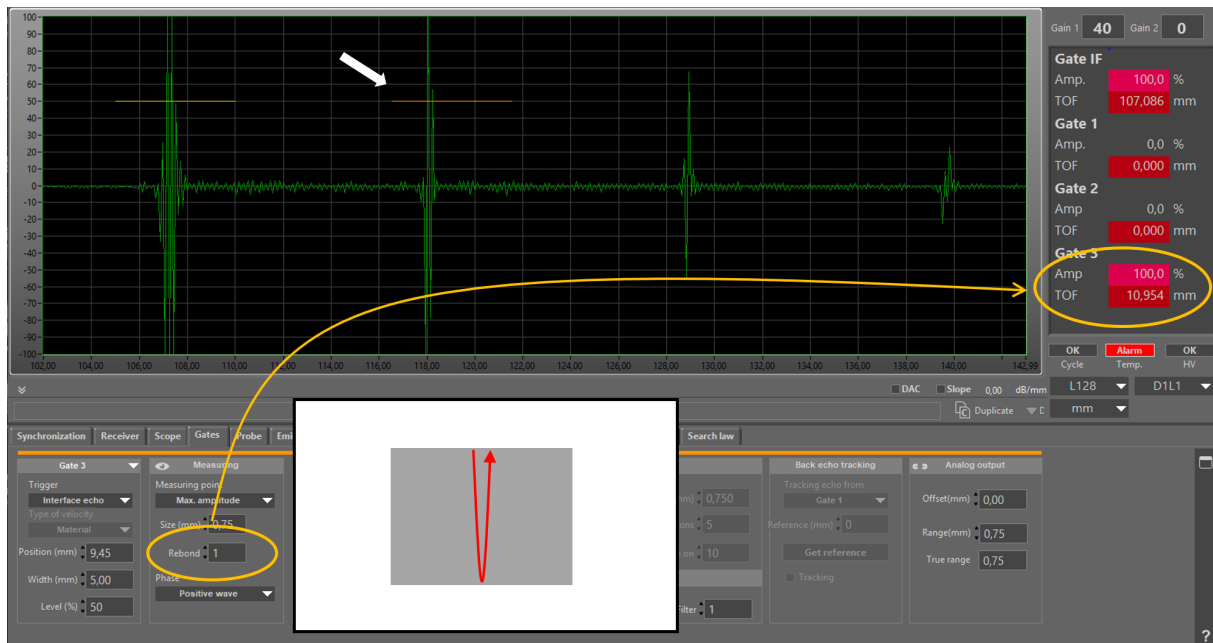 100
90
80
70
60
50
40
30
20
10
0
-10
-20
-30
-40
-50
-60
-70
-80
-90
-100
102,00 104,00 106,00 108,00 110,00 112,00 114,00 116,00 118,00 120,00 122,00 124,00 126,00 128,00 130,00 132,00 134,00 136,00 138,00 140,00 142,99
Gain 1 40 Gain 2 0
Gate IF
Amp. 100,0 %
TOF 107,086 mm
Gate 1
Amp. 0,0 %
TOF 0,000 mm
Gate 2
Amp 0,0 %
TOF 0,000 mm
Gate 3
Amp 100,0 %
TOF 10,954 mm
OK Alarm OK
Cycle Temp. HV
DAC Slope 0,00 dB/mm
L128 D1L1
Duplicate D
mm
Synchronization Receiver Scope Gates Probe Emi Search law
Gate 3
Trigger
Interface echo
Type of velocity
Material
Position (mm) 9,45
Width (mm) 5,00
Level (%) 50
Measuring
Measuring point
Max. amplitude
Size (mm) 0,75
Rebond 1
Phase
Positive wave
m) 0,750
ons 5
e on 10
Filter 1
Back echo tracking
Tracking echo from
Gate 1
Reference (mm) 0
Get reference
Tracking
Analog output
Offset(mm) 0,00
Range(mm) 0,75
True range 0,75
?